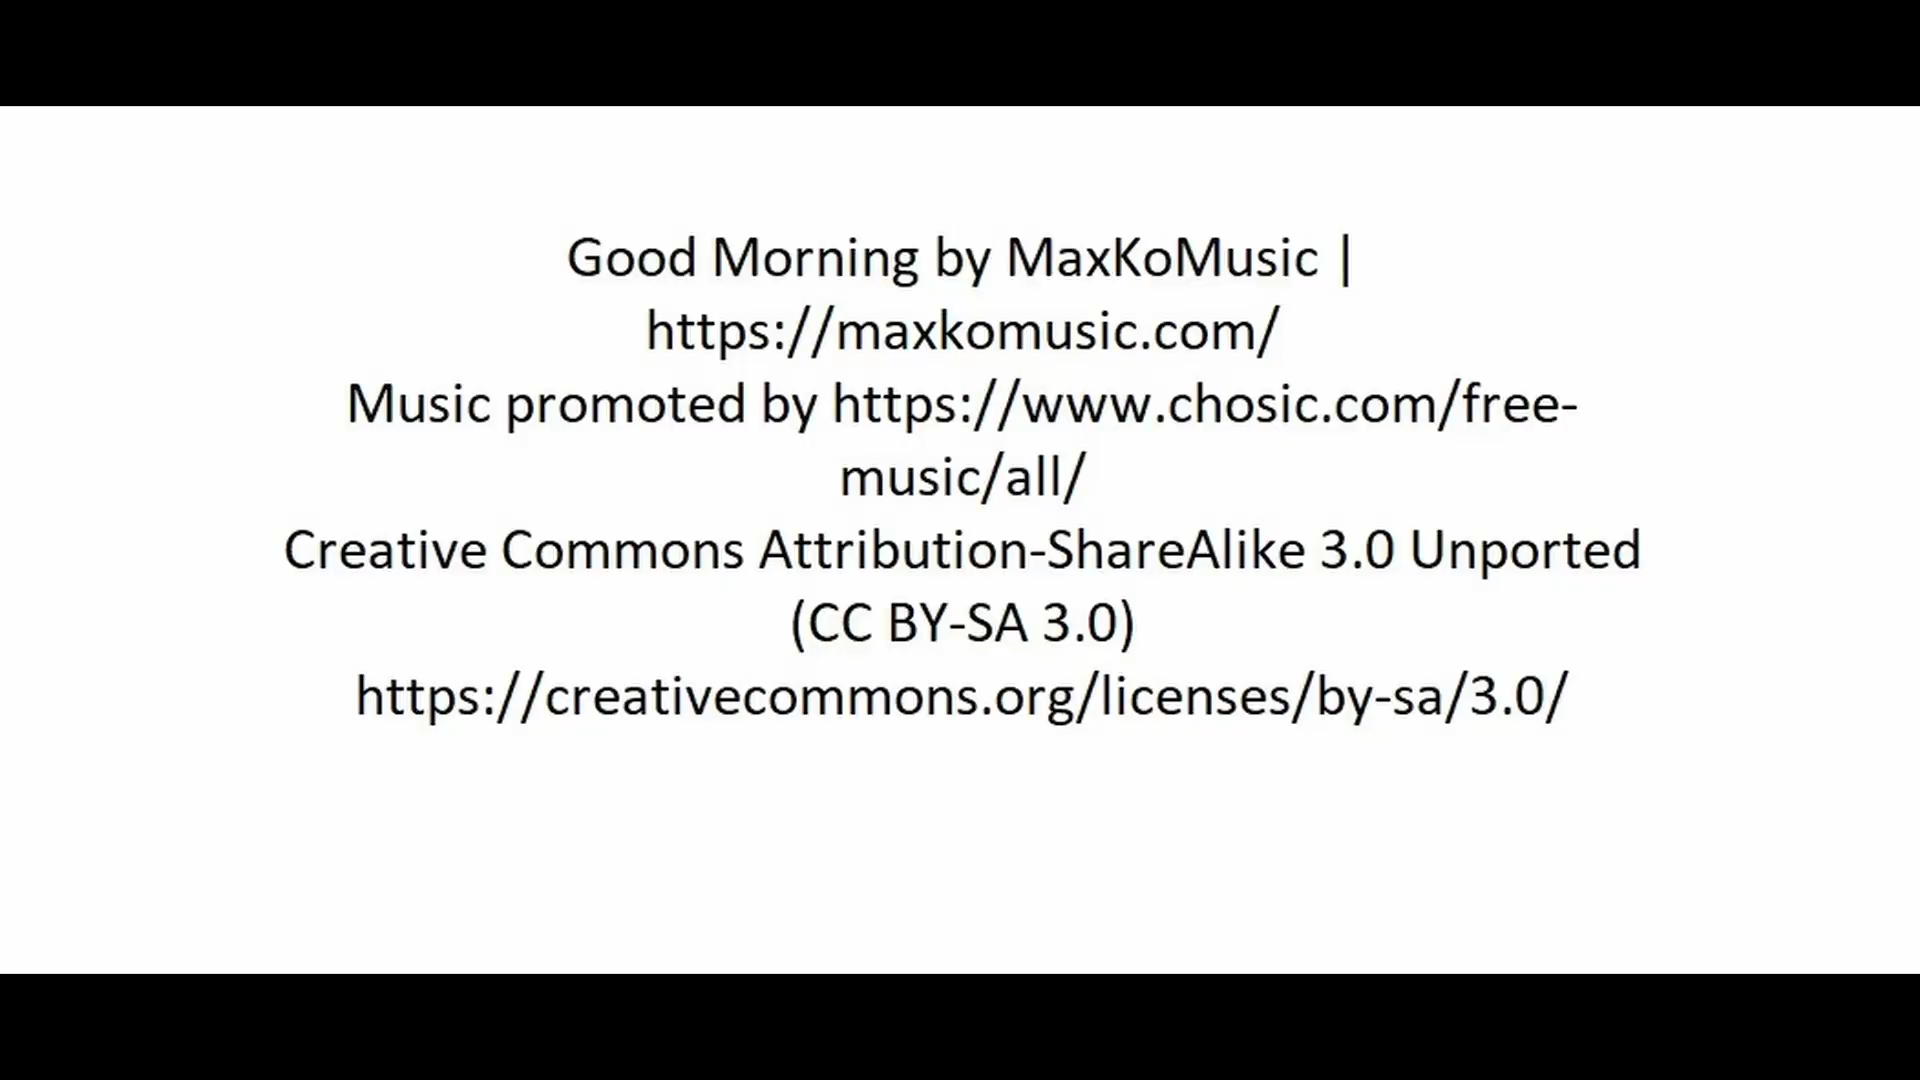 Good Morning by MaxKoMusic |
https://maxkomusic.com/
Music promoted by https://www.chosic.com/free-
music/all/
Creative Commons Attribution-ShareAlike 3.0 Unported
(CC BY-SA 3.0)
https://creativecommons.org/licenses/by-sa/3.0/